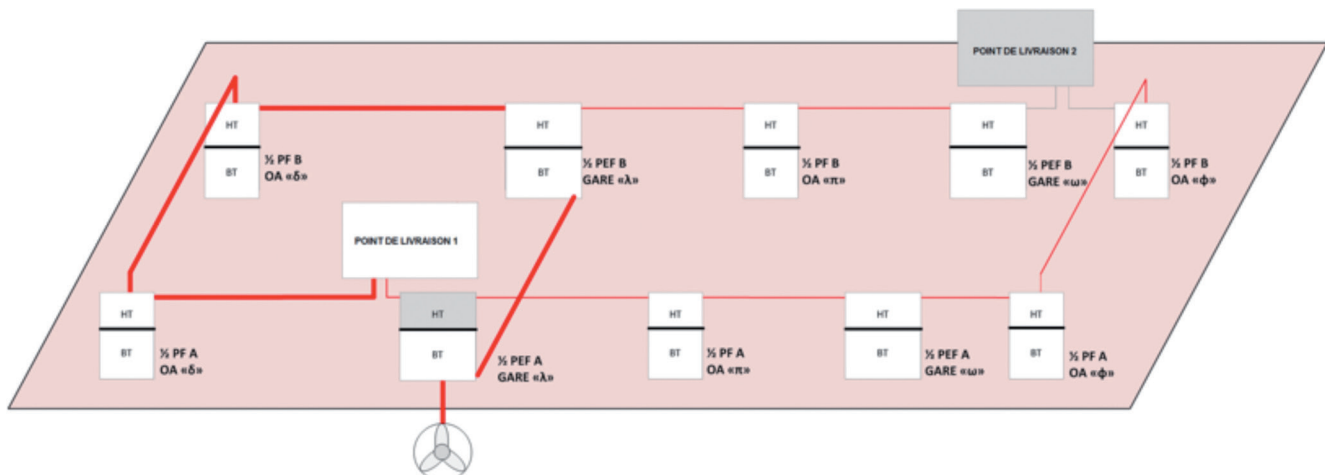 POINT DE LIVRAISON 2
HT
BT
½ PF B
OA «δ»
HT
BT
½ PEF B
GARE «λ»
HT
BT
½ PF B
OA «π»
HT
BT
½ PEF B
GARE «ω»
HT
BT
½ PF B
OA «ф»
POINT DE LIVRAISON 1
HT
BT
½ PF A
OA «δ»
HT
BT
½ PEF A
GARE «λ»
HT
BT
½ PF A
OA «π»
HT
BT
½ PEF A
GARE «ω»
HT
BT
½ PF A
OA «ф»